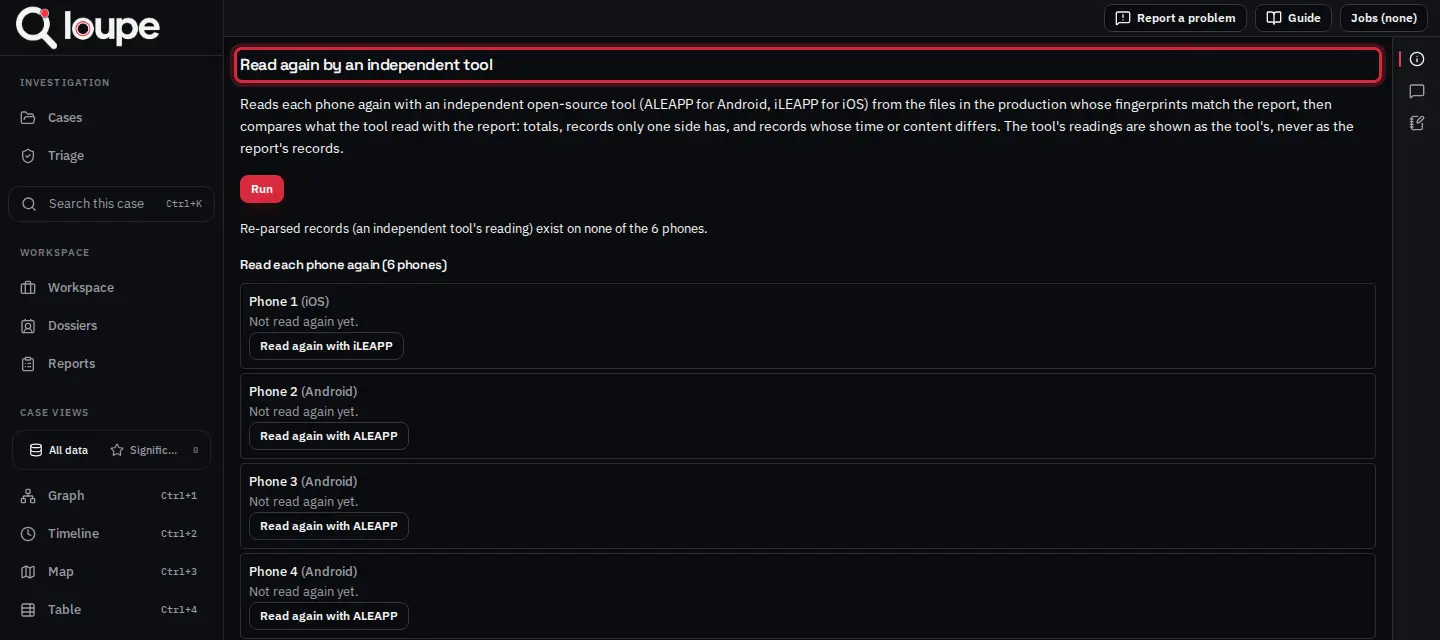 loupe
Report a problem
Guide
Jobs (none)
INVESTIGATION
Cases
Triage
Search this case Ctrl+K
WORKSPACE
Workspace
Dossiers
Reports
CASE VIEWS
All data Signific... 0
Graph Ctrl+1
Timeline Ctrl+2
Map Ctrl+3
Table Ctrl+4
Read again by an independent tool
Reads each phone again with an independent open-source tool (ALEAPP for Android, iLEAPP for iOS) from the files in the production whose fingerprints match the report, then
compares what the tool read with the report: totals, records only one side has, and records whose time or content differs. The tool's readings are shown as the tool's, never as the
report's records.
Run
Re-parsed records (an independent tool's reading) exist on none of the 6 phones.
Read each phone again (6 phones)
Phone 1 (iOS)
Not read again yet.
Read again with iLEAPP
Phone 2 (Android)
Not read again yet.
Read again with ALEAPP
Phone 3 (Android)
Not read again yet.
Read again with ALEAPP
Phone 4 (Android)
Not read again yet.
Read again with ALEAPP